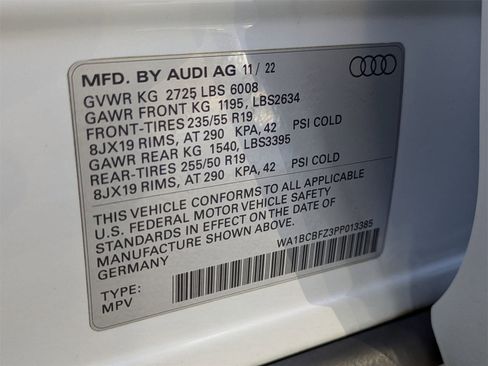 MFD. BY AUDI AG 11/22
GVWR KG 2725 LBS 6008
GAWR FRONT KG 1195, LBS2634
FRONT-TIRES 235/55 R19
8JX19 RIMS, AT 290 KPA, 42 PSI COLD
GAWR REAR KG 1540, LBS3395
REAR-TIRES 255/50 R19
8JX19 RIMS, AT 290 KPA, 42 PSI COLD
THIS VEHICLE CONFORMS TO ALL APPLICABLE
U.S. FEDERAL MOTOR VEHICLE SAFETY
STANDARDS IN EFFECT ON THE DATE OF
MANUFACTURE SHOWN ABOVE.
GERMANY
WA1BCBFZ3PP013385
TYPE:
MPV